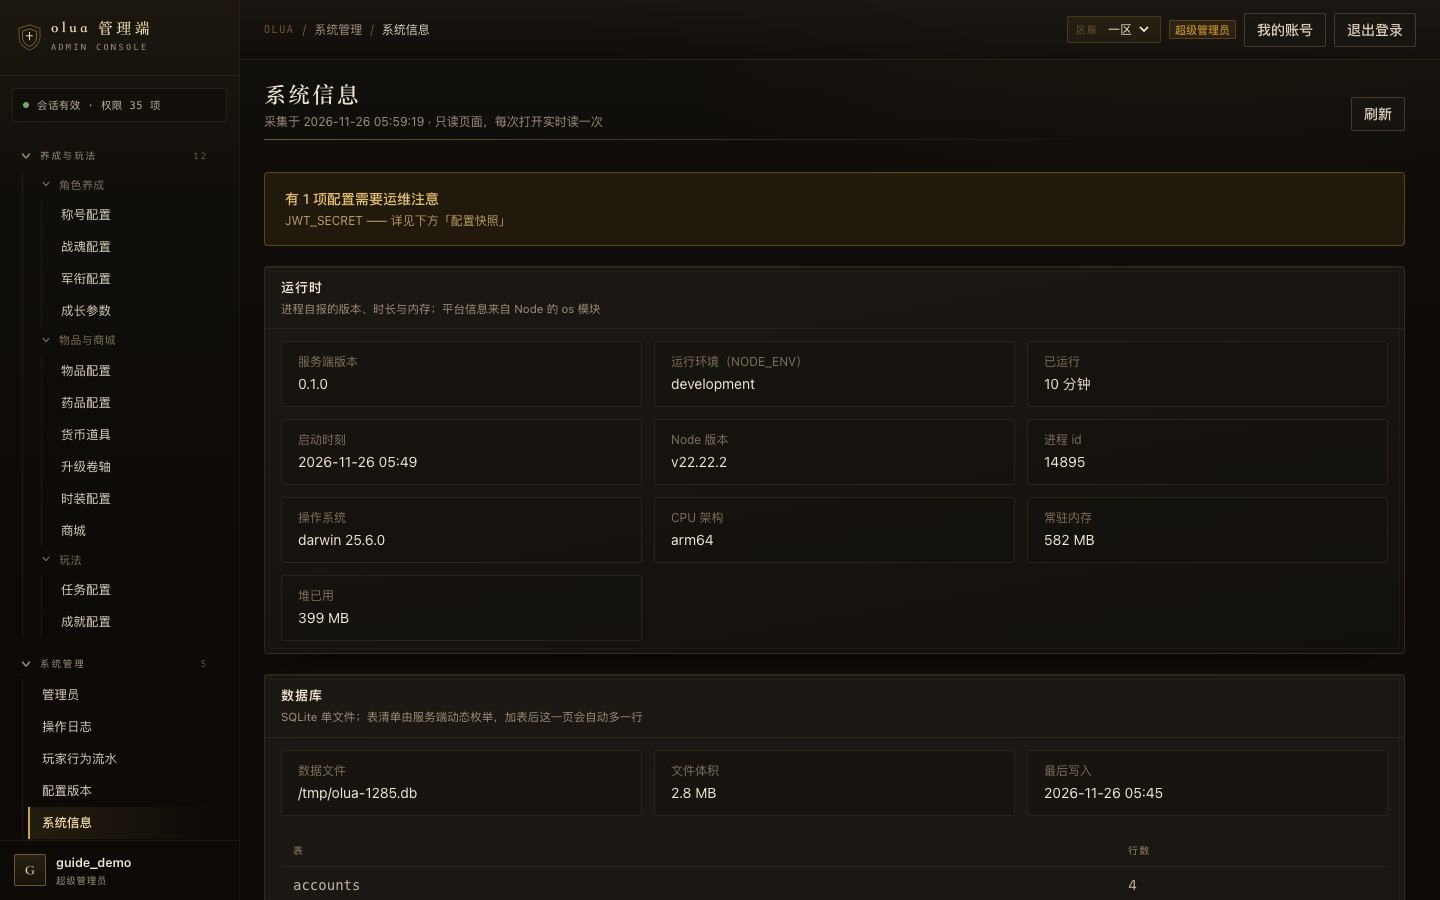 olua 管理端
ADMIN CONSOLE
会话有效 · 权限 35 项
养成与玩法 12
角色养成
称号配置
战魂配置
军衔配置
成长参数
物品与商城
物品配置
药品配置
货币道具
升级卷轴
时装配置
商城
玩法
任务配置
成就配置
系统管理 5
管理员
操作日志
玩家行为流水
配置版本
系统信息
G
guide_demo
超级管理员
OLUA / 系统管理 / 系统信息
区服 一区
超级管理员
我的账号
退出登录
系统信息
采集于 2026-11-26 05:59:19 · 只读页面，每次打开实时读一次
刷新
有 1 项配置需要运维注意
JWT_SECRET —— 详见下方「配置快照」
运行时
进程自报的版本、时长与内存；平台信息来自 Node 的 os 模块
服务端版本
0.1.0
运行环境（NODE_ENV）
development
已运行
10 分钟
启动时刻
2026-11-26 05:49
Node 版本
v22.22.2
进程 id
14895
操作系统
darwin 25.6.0
CPU 架构
arm64
常驻内存
582 MB
堆已用
399 MB
数据库
SQLite 单文件；表清单由服务端动态枚举，加表后这一页会自动多一行
数据文件
/tmp/olua-1285.db
文件体积
2.8 MB
最后写入
2026-11-26 05:45
表 行数
accounts 4